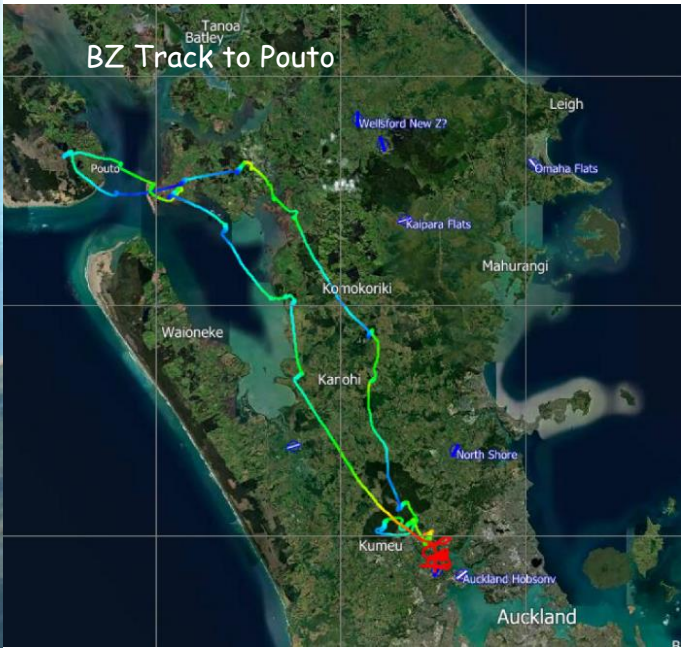 Tanoa
Batley
BZ Track to Pouto
Leigh
Wellsford New Z?
Omaha Flats
Pouto
Kaipara Flats
Mahurangi
Komokoriki
Waioneke
Kanohi
North Shore
Kumeu
Auckland Hobsonv
Auckland